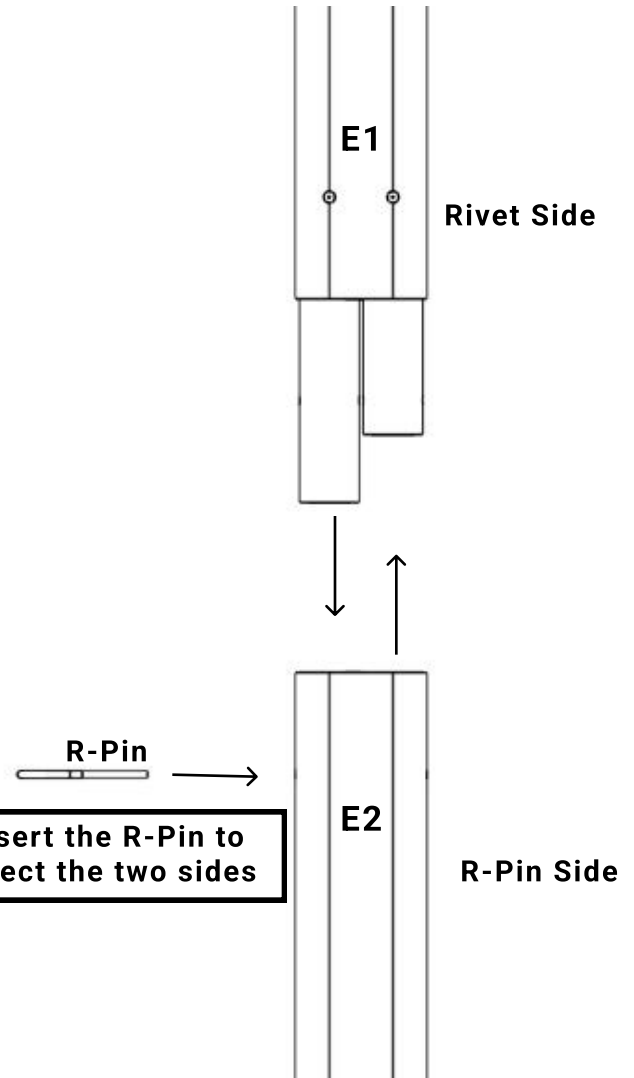 E1
Rivet Side
R-Pin
sert the R-Pin to
ect the two sides
E2
R-Pin Side